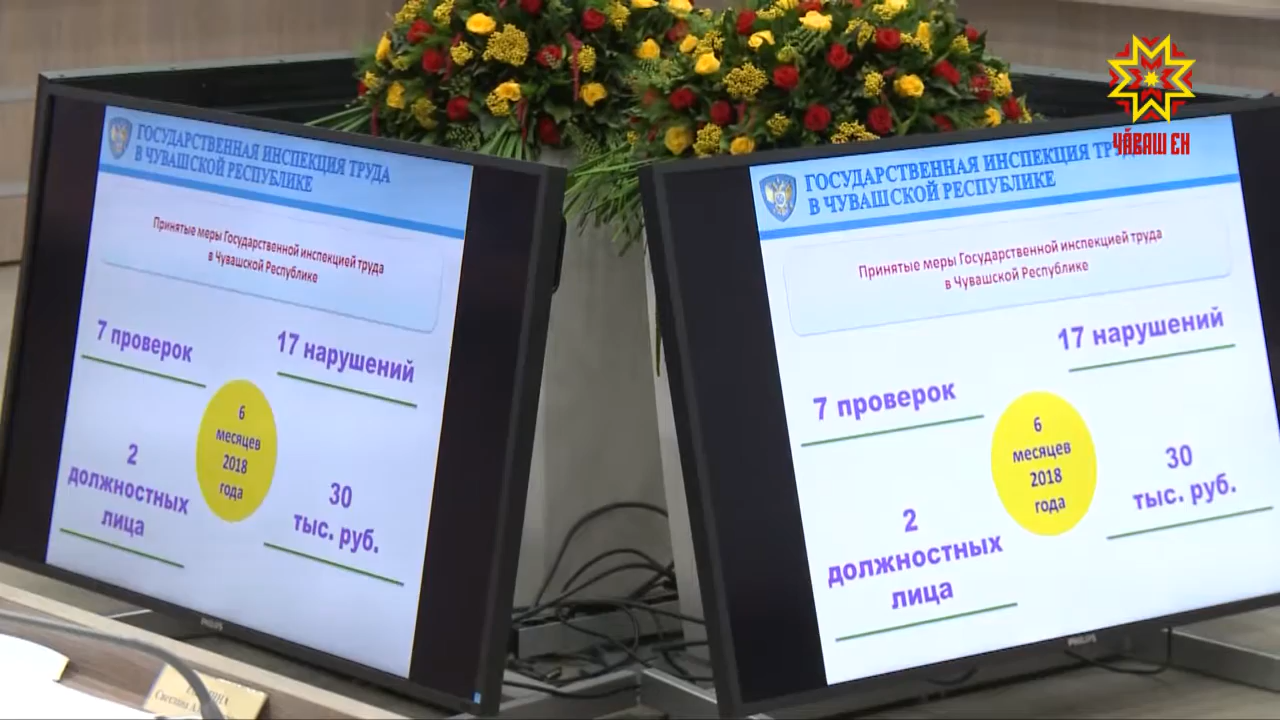 ЧӐВАШ ЕН
ГОСУДАРСТВЕННАЯ ИНСПЕКЦИЯ ТРУДА
В ЧУВАШСКОЙ РЕСПУБЛИКЕ
Принятые меры Государственной инспекцией труда
в Чувашской Республике
7 проверок
17 нарушений
6
месяцев
2018
года
2
должностных
лица
30
тыс. руб.
PHILIPS
ГОСУДАРСТВЕННАЯ ИНСПЕКЦИЯ ТРУДА
В ЧУВАШСКОЙ РЕСПУБЛИКЕ
Принятые меры Государственной инспекцией труда
в Чувашской Республике
17 нарушений
7 проверок
6
месяцев
2018
года
30
тыс. руб.
2
должностных
лица
PHILIPS